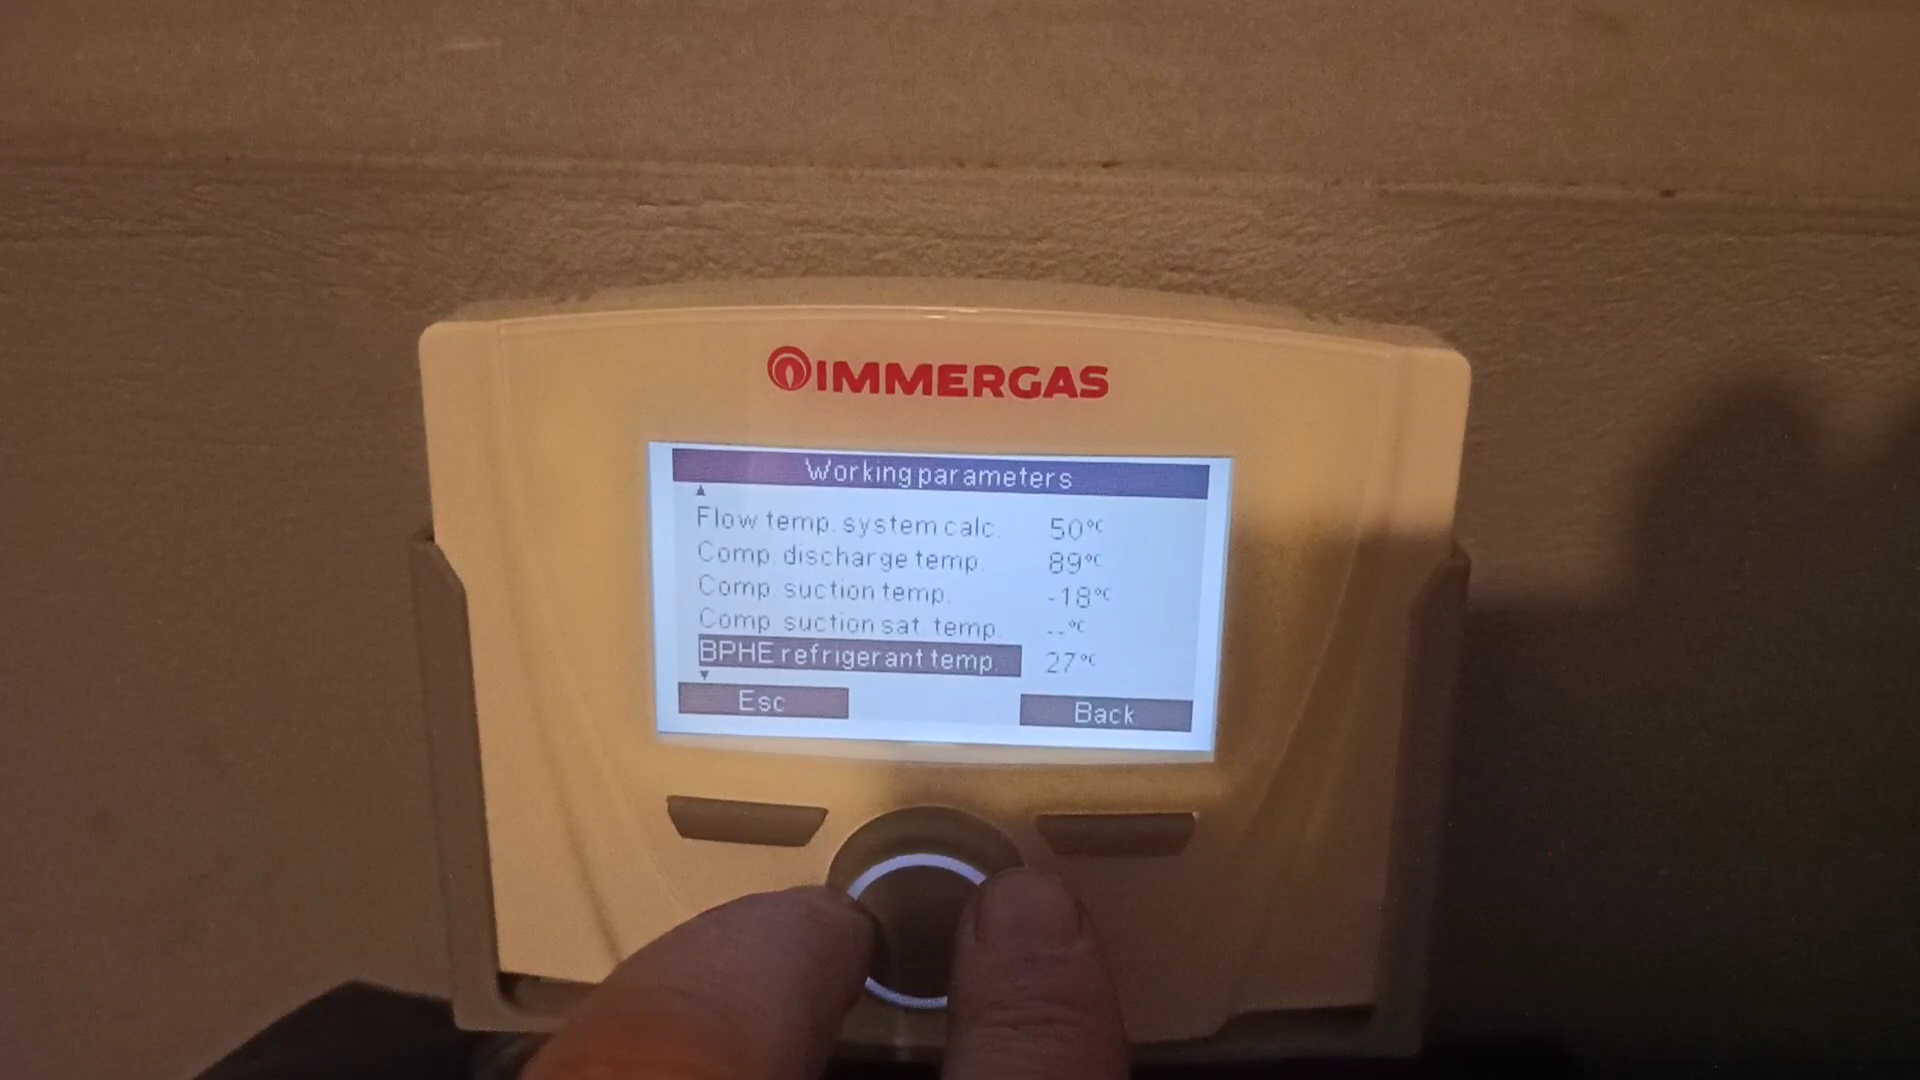 IMMERGAS
Working parameters
Flow temp. system calc. 50°C
Comp. discharge temp. 89°C
Comp. suction temp. -18°C
Comp. suction sat. temp. --°C
BPHE refrigerant temp. 27°C
Esc Back